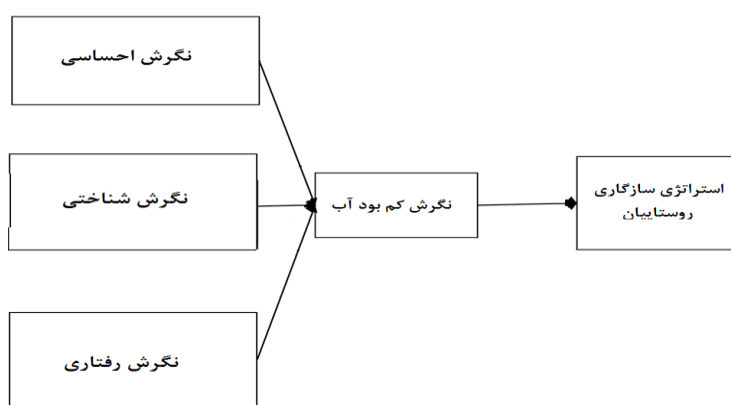 نگرش احساسی
نگرش شناختی
نگرش رفتاری
نگرش کم بود آب
استراتژی سازگاری
روستاییان